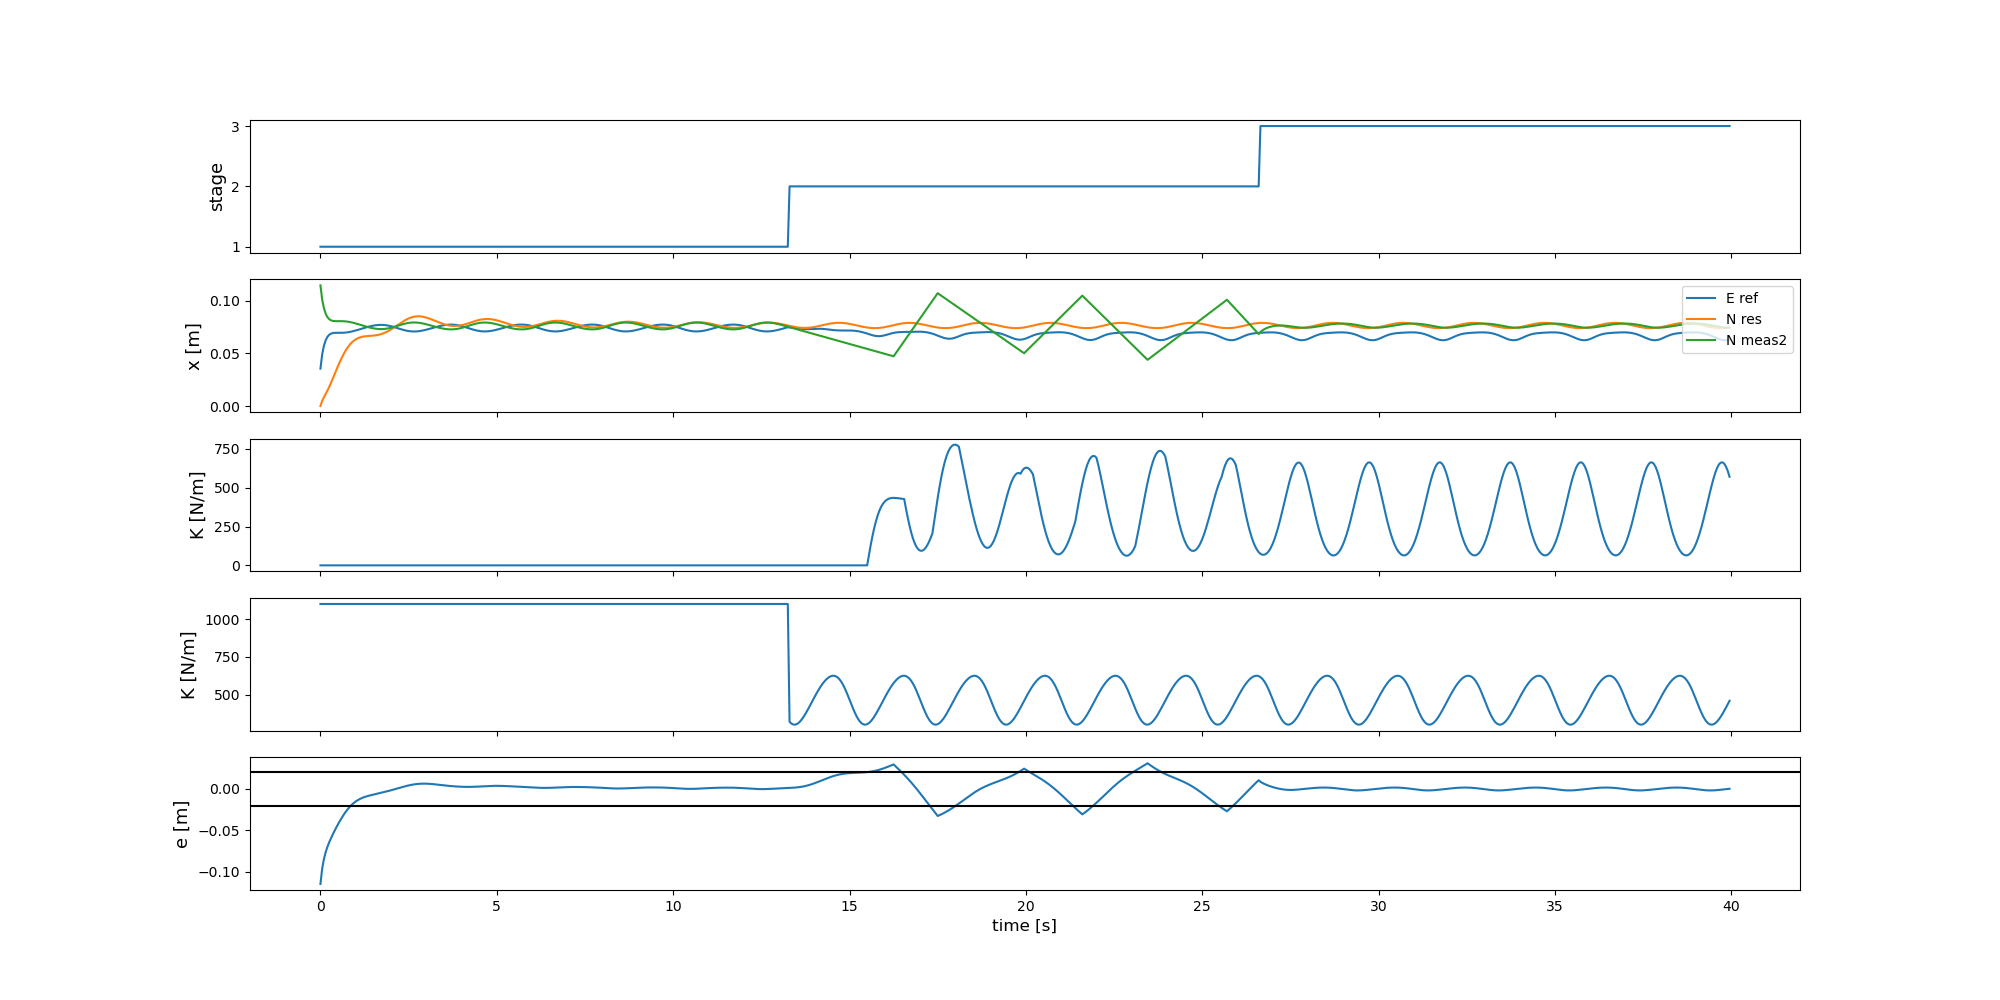 3
2
1
stage
0.10
0.05
0.00
x [m]
E ref
N res
N meas2
750
500
250
0
K [N/m]
1000
750
500
K [N/m]
0.00
−0.05
−0.10
e [m]
0 5 10 15 20 25 30 35 40
time [s]